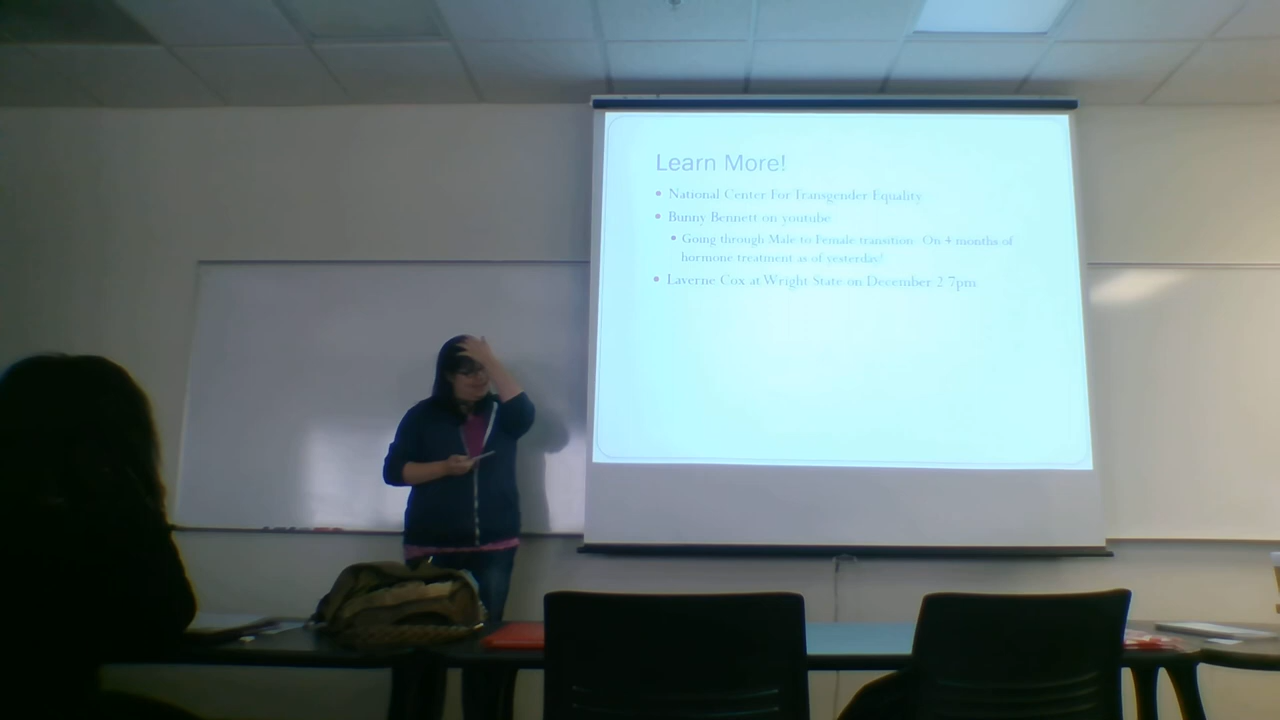 Learn More!
• National Center For Transgender Equality
• Bunny Bennett on youtube
• Going through Male to Female transition. On 4 months of
hormone treatment as of yesterday!
• Laverne Cox at Wright State on December 2 7pm